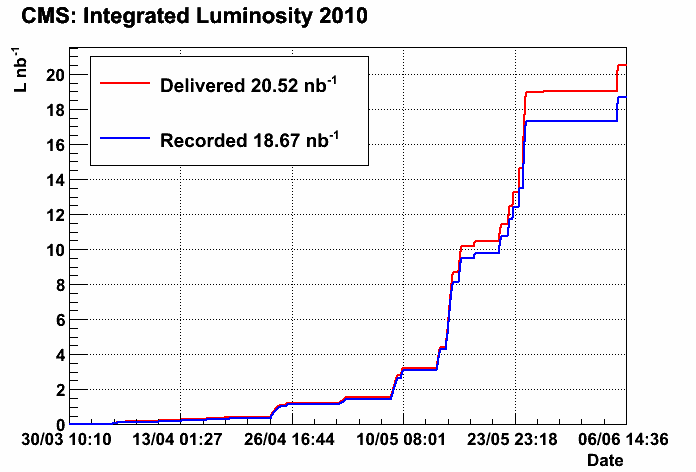 CMS: Integrated Luminosity 2010
L nb-1
Delivered 20.52 nb-1
Recorded 18.67 nb-1
20
18
16
14
12
10
8
6
4
2
0
30/03 10:10 13/04 01:27 26/04 16:44 10/05 08:01 23/05 23:18 06/06 14:36
Date